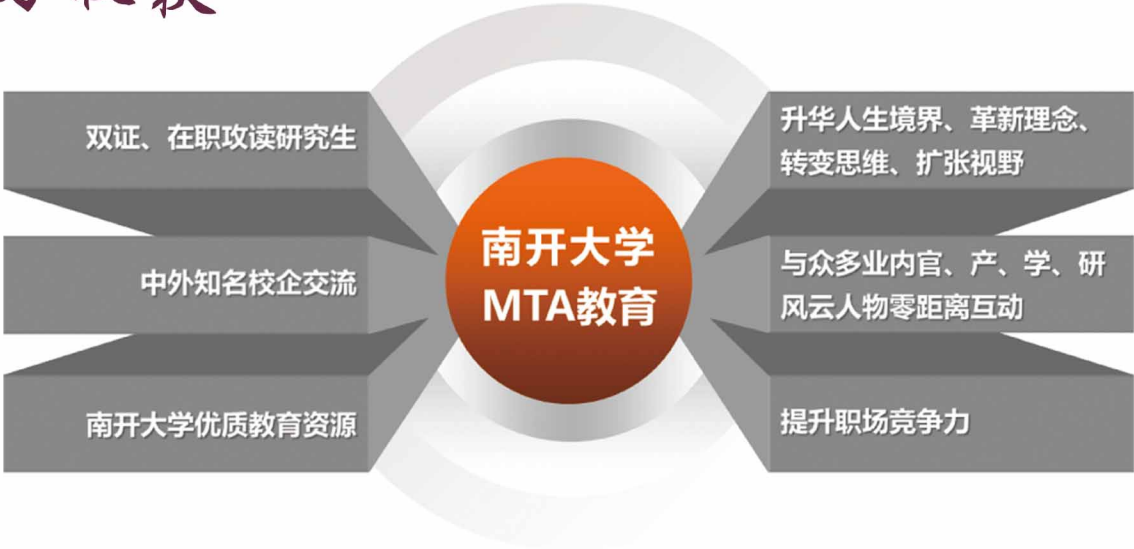 双证、在职攻读研究生
中外知名校企交流
南开大学优质教育资源
南开大学
MTA教育
升华人生境界、革新理念、
转变思维、扩张视野
与众多业内官、产、学、研
风云人物零距离互动
提升职场竞争力